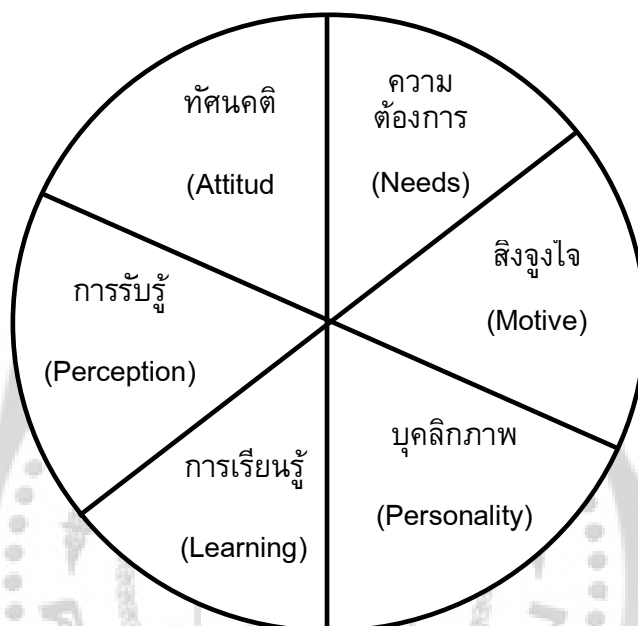 ความ
ต้องการ
(Needs)
สิงจูงไจ
(Motive)
บุคลิกภาพ
(Personality)
การเรียนรู้
(Learning)
การรับรู้
(Perception)
ทัศนคติ
(Attitud